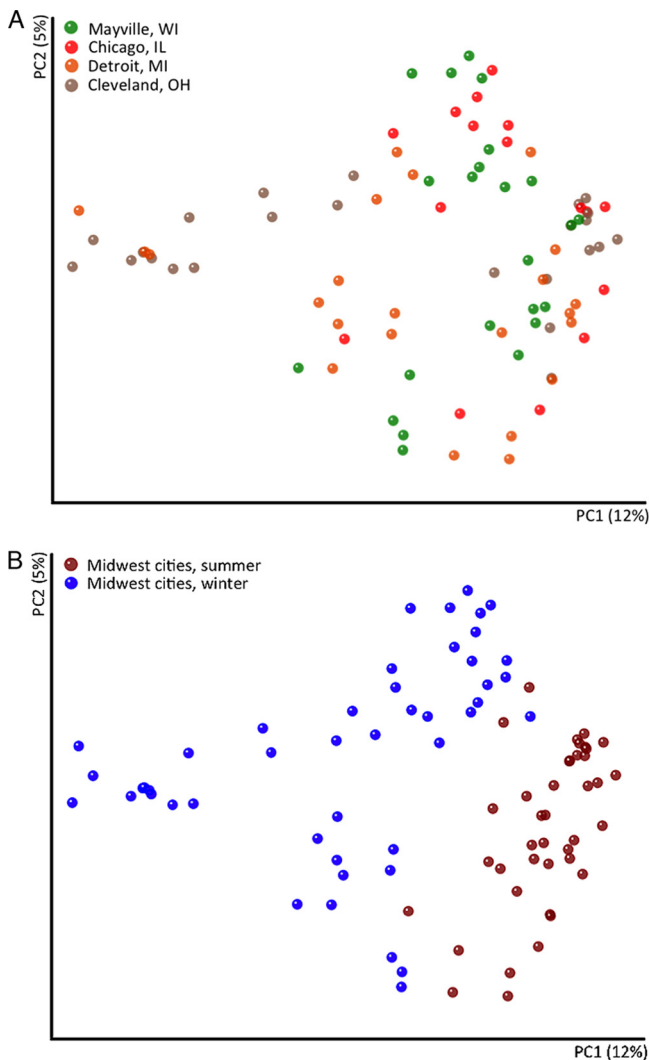 A
PC2 (5%)
Mayville, WI
Chicago, IL
Detroit, MI
Cleveland, OH
PC1 (12%)
B
PC2 (5%)
Midwest cities, summer
Midwest cities, winter
PC1 (12%)